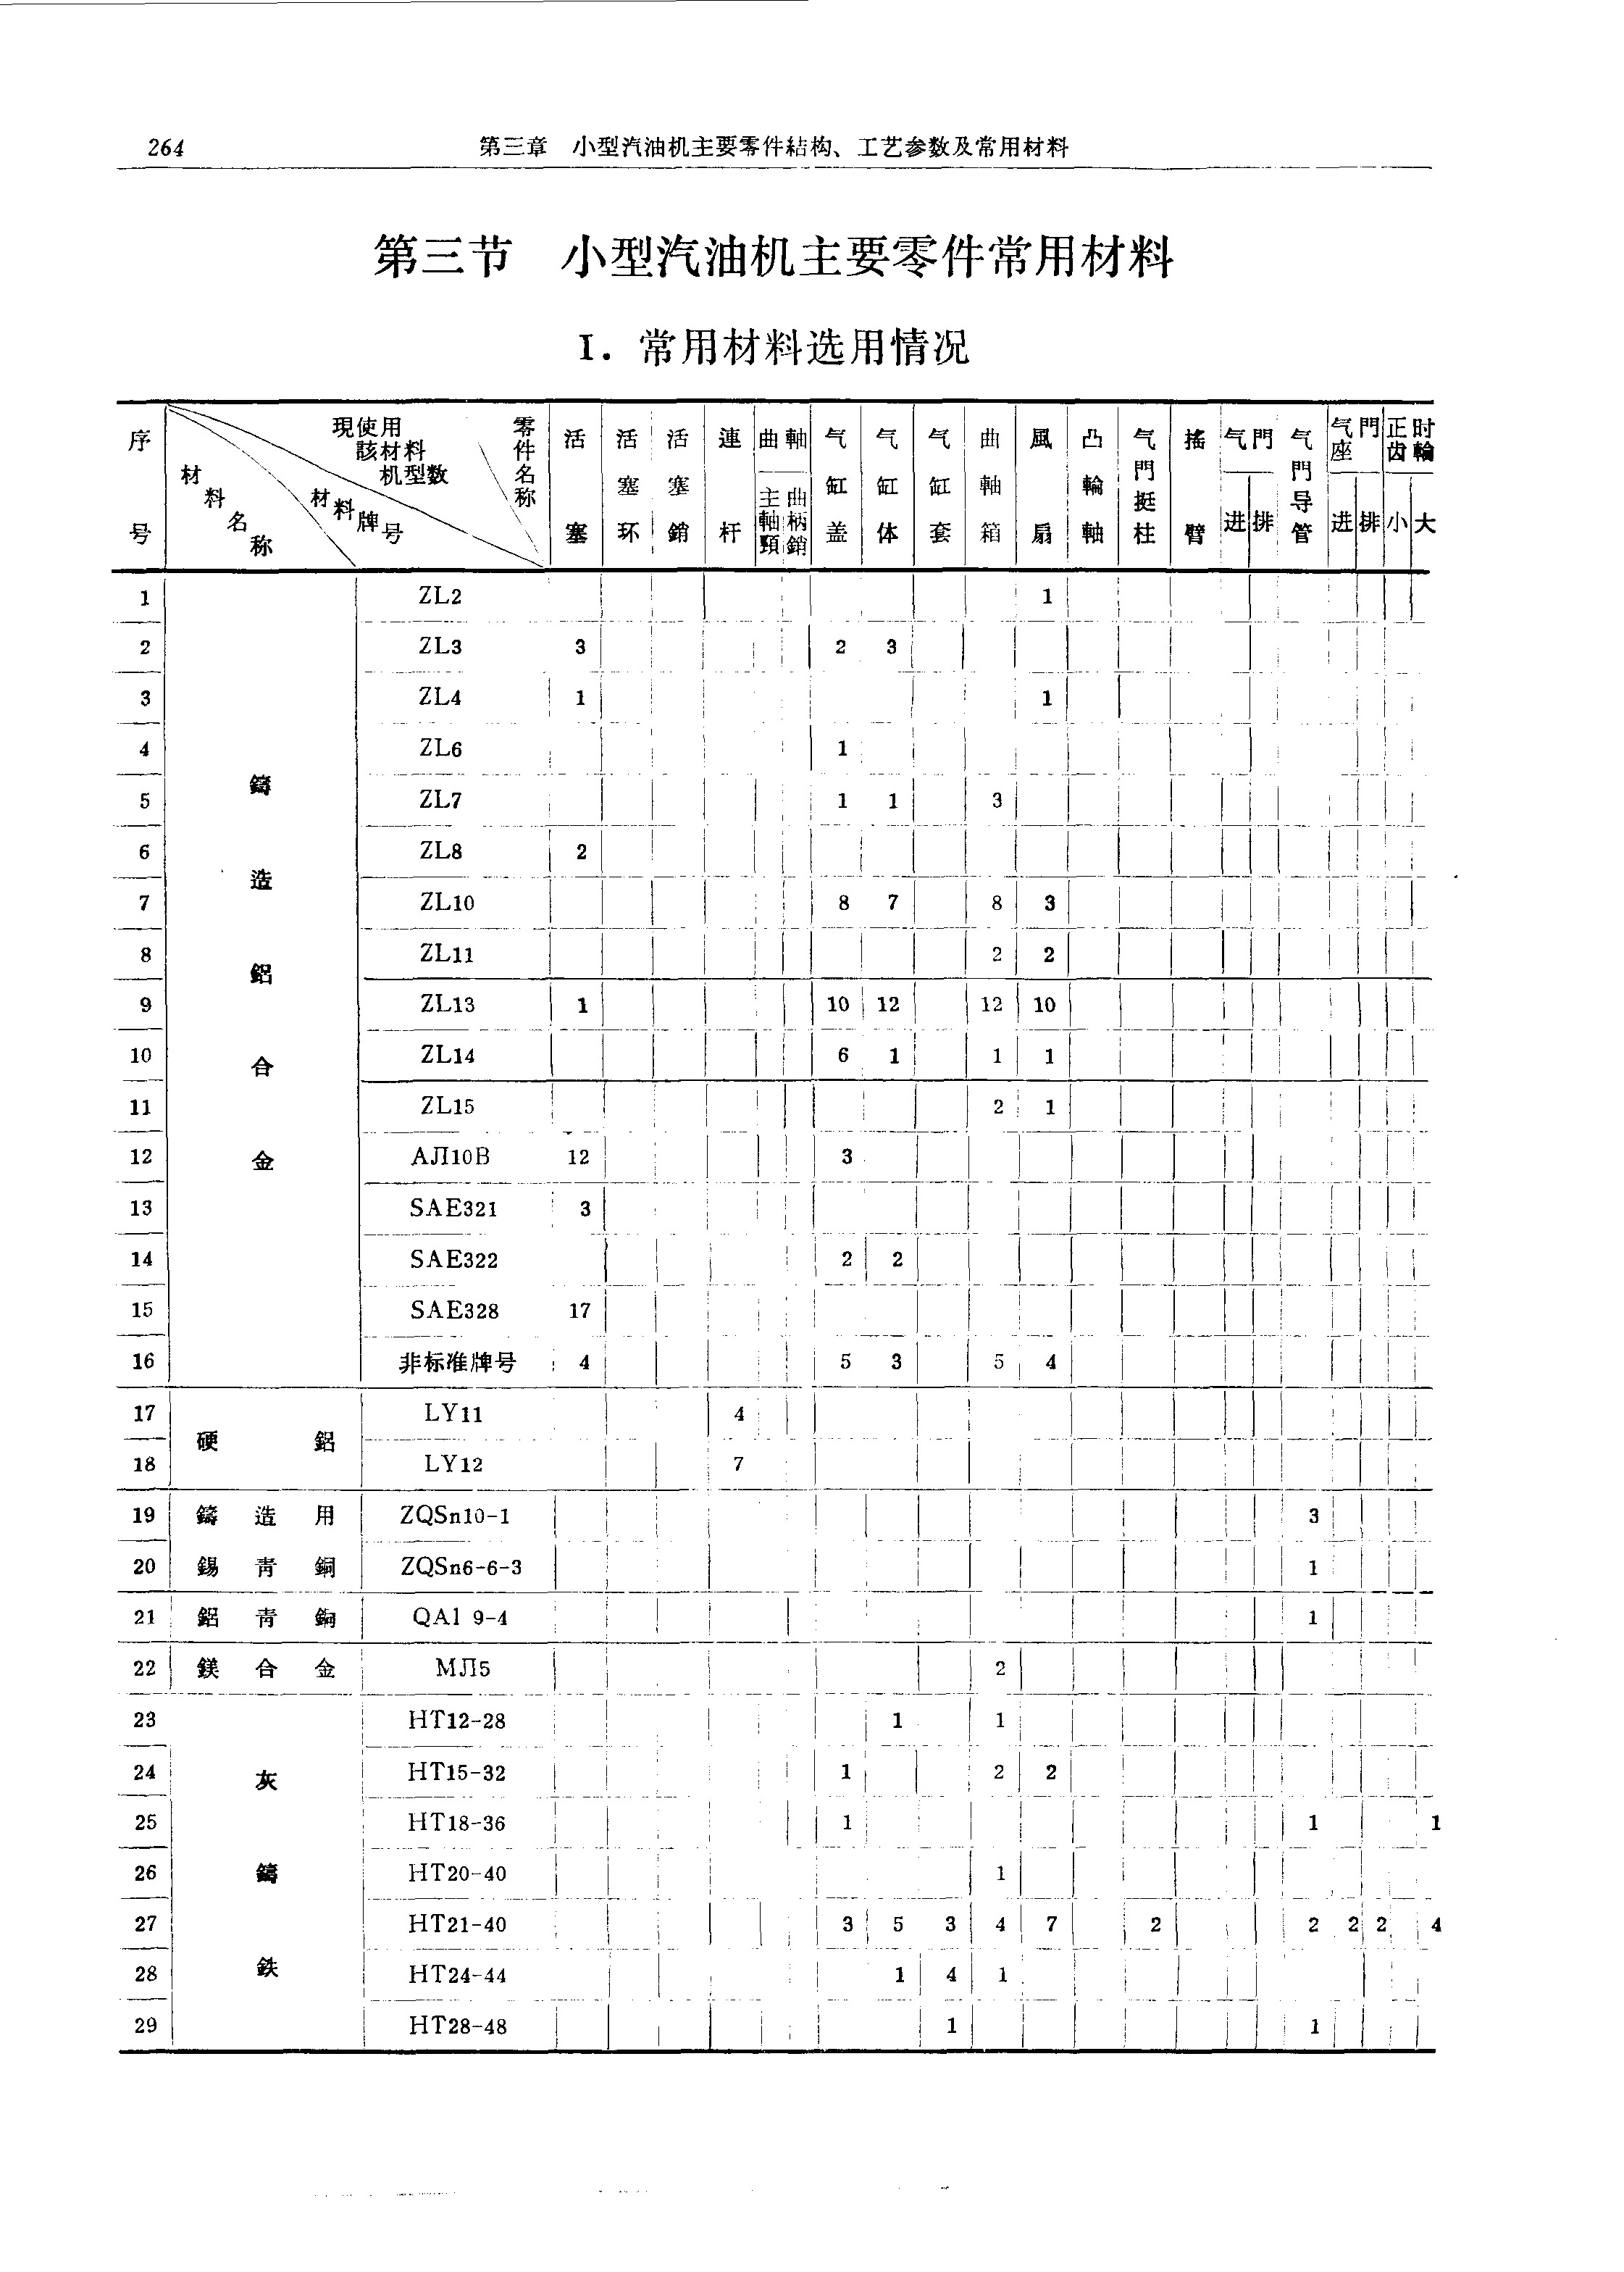 264 第三章 小型汽油机主要零件結构、工艺参数及常用材料
第三节 小型汽油机主要零件常用材料
I. 常用材料选用情况
序号 材料名称 材料牌号 現使用該材料机型数 零件名称 活塞 活塞环 活塞銷 連杆 曲軸 主軸頸 曲柄銷 气缸盖 气缸体 气缸套 曲軸箱 風扇 凸輪軸 气門挺柱 搖臂 气門 进 排 气門导管 气門座 进 排 正时齿輪 小 大
鑄造鋁合金
1 ZL2 1
2 ZL3 3 2 3
3 ZL4 1 1
4 ZL6 1
5 ZL7 1 1 3
6 ZL8 2
7 ZL10 8 7 8 3
8 ZL11 2 2
9 ZL13 1 10 12 12 10
10 ZL14 6 1 1 1
11 ZL15 2 1
12 АЛ10В 12 3
13 SAE321 3
14 SAE322 2 2
15 SAE328 17
16 非标准牌号 4 5 3 5 4
硬鋁
17 LY11 4
18 LY12 7
19 鑄造用 ZQSn10-1 3
20 錫青銅 ZQSn6-6-3 1
21 鋁青銅 QAl 9-4 1
22 鎂合金 МЛ5 2
灰鑄鉄
23 HT12-28 1 1
24 HT15-32 1 2 2
25 HT18-36 1 1 1
26 HT20-40 1
27 HT21-40 3 5 3 4 7 2 2 2 2 4
28 HT24-44 1 4 1
29 HT28-48 1 1